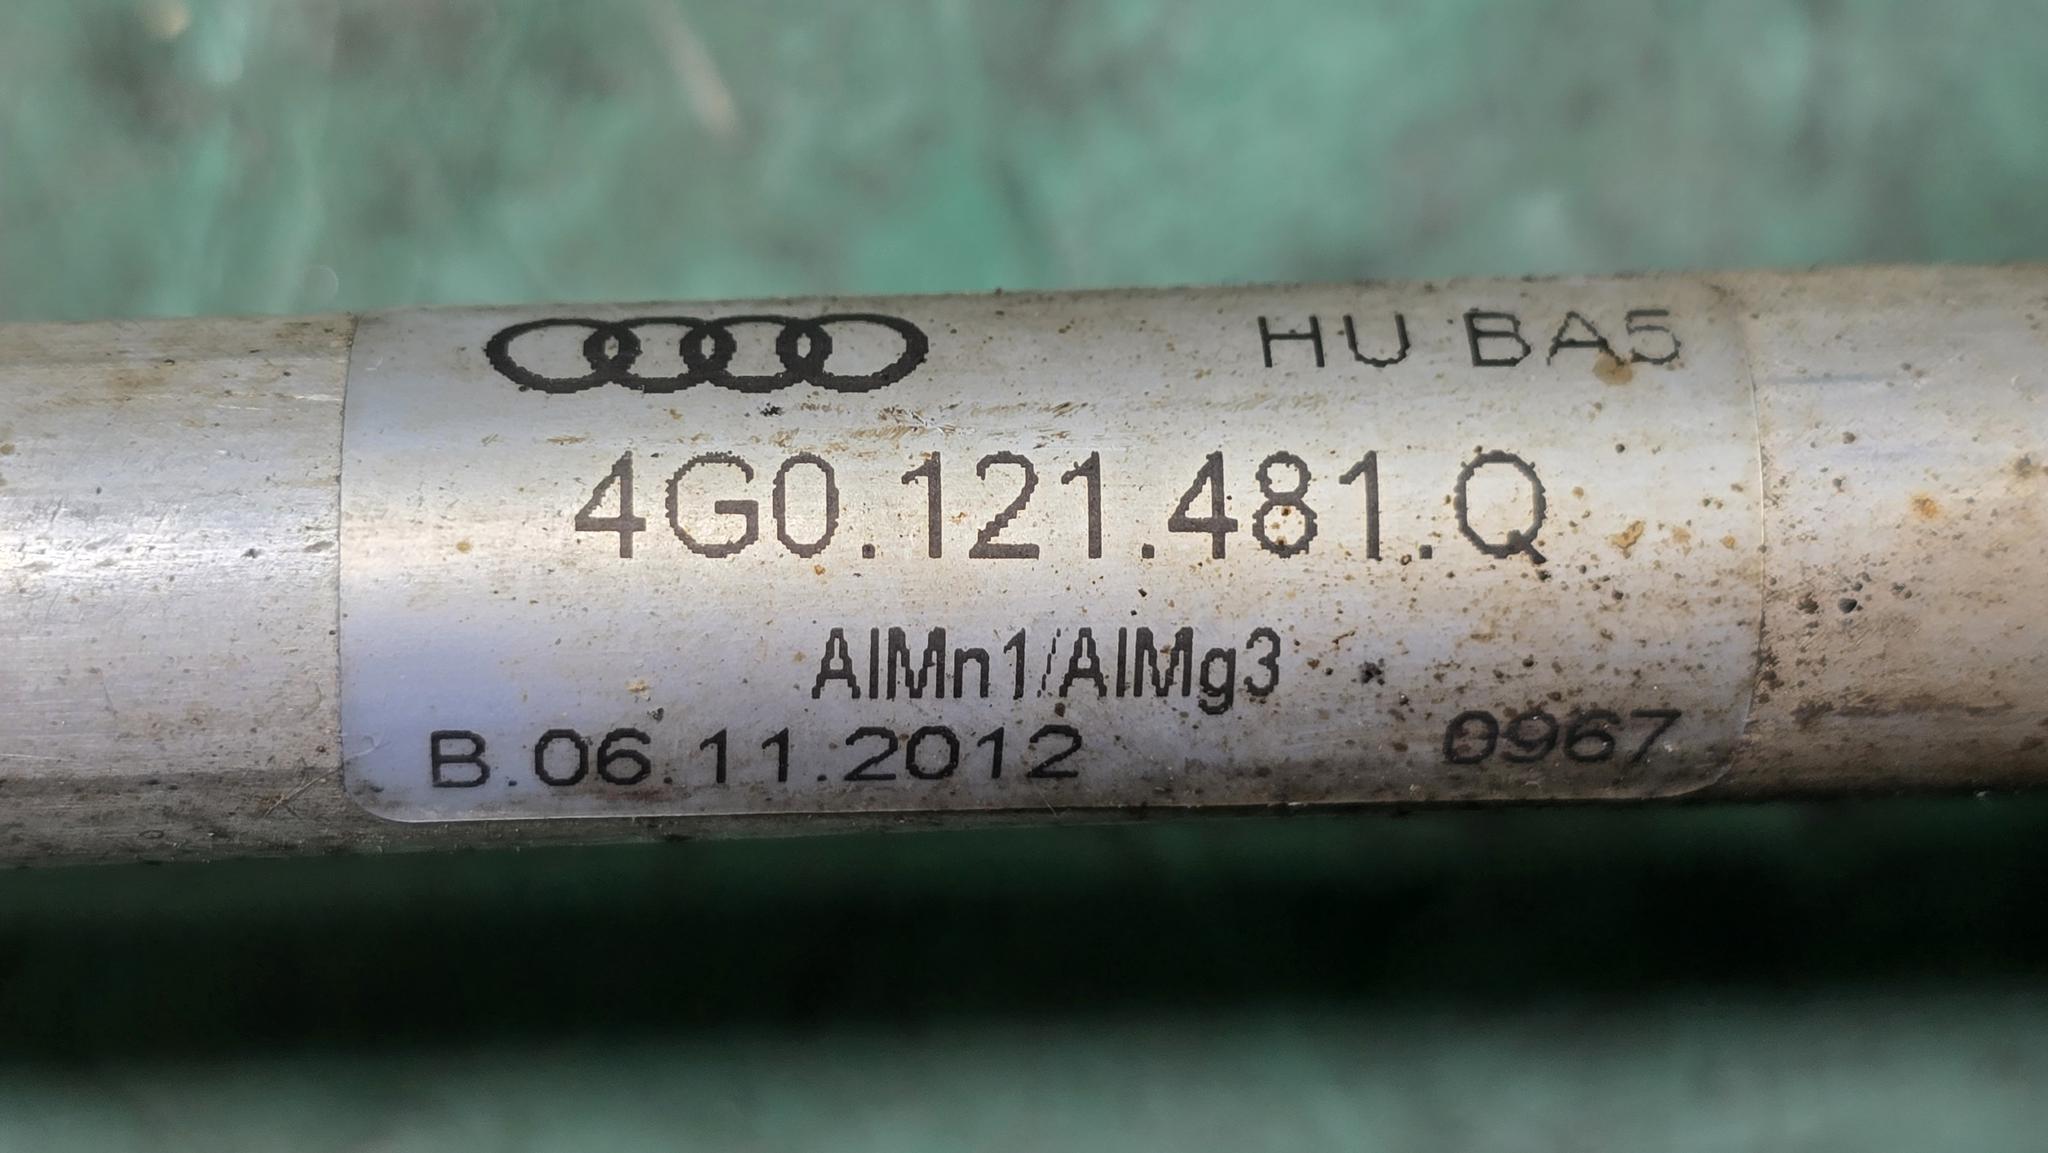 HU BA5
4G0.121.481.Q
AlMn1/AlMg3
B.06.11.2012 0967